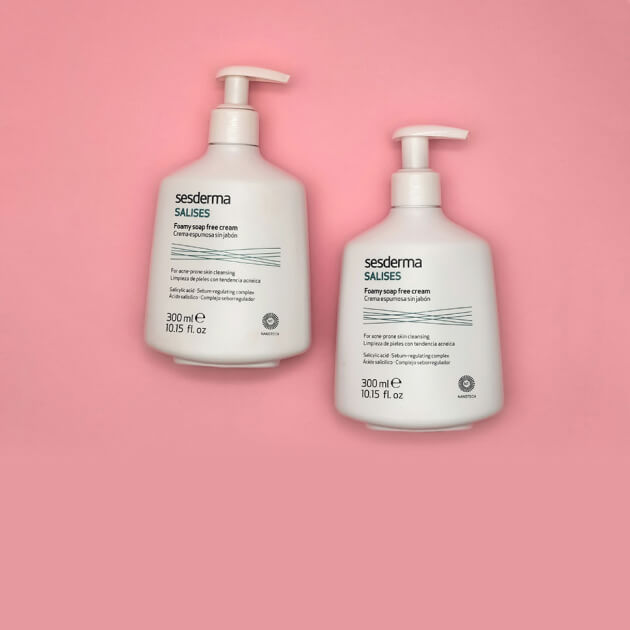 sesderma
SALISES
Foamy soap free cream
Crema espumosa sin jabón
For acne-prone skin cleansing
Limpieza de pieles con tendencia acneica
Salicylic acid · Sebum-regulating complex
Ácido salicílico · Complejo seborregulador
300 ml ℮
10.15 fl. oz
NANOTECH
sesderma
SALISES
Foamy soap free cream
Crema espumosa sin jabón
For acne-prone skin cleansing
Limpieza de pieles con tendencia acneica
Salicylic acid · Sebum-regulating complex
Ácido salicílico · Complejo seborregulador
300 ml ℮
10.15 fl. oz
NANOTECH